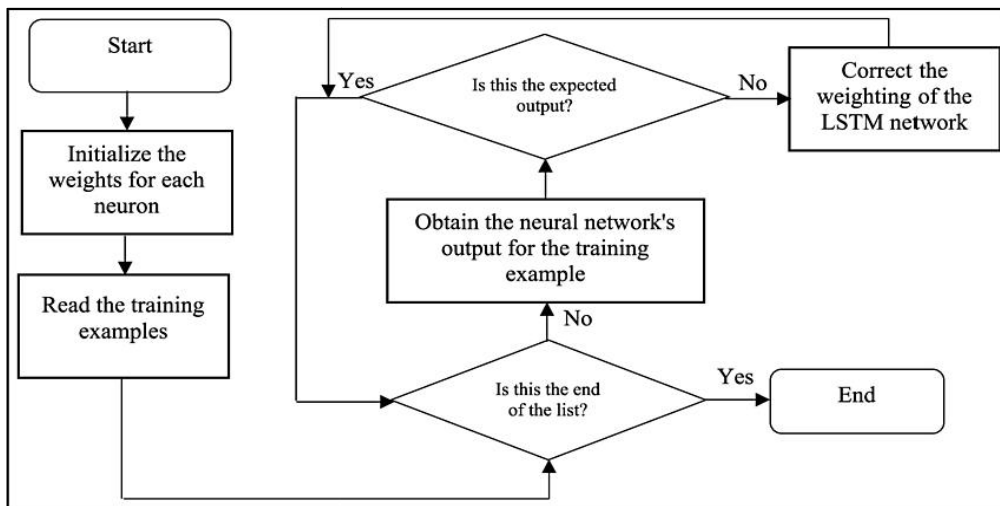 Start
Initialize the
weights for each
neuron
Read the training
examples
Is this the expected
output?
Yes
No
Correct the
weighting of the
LSTM network
Obtain the neural network's
output for the training
example
No
Is this the end
of the list?
Yes
End